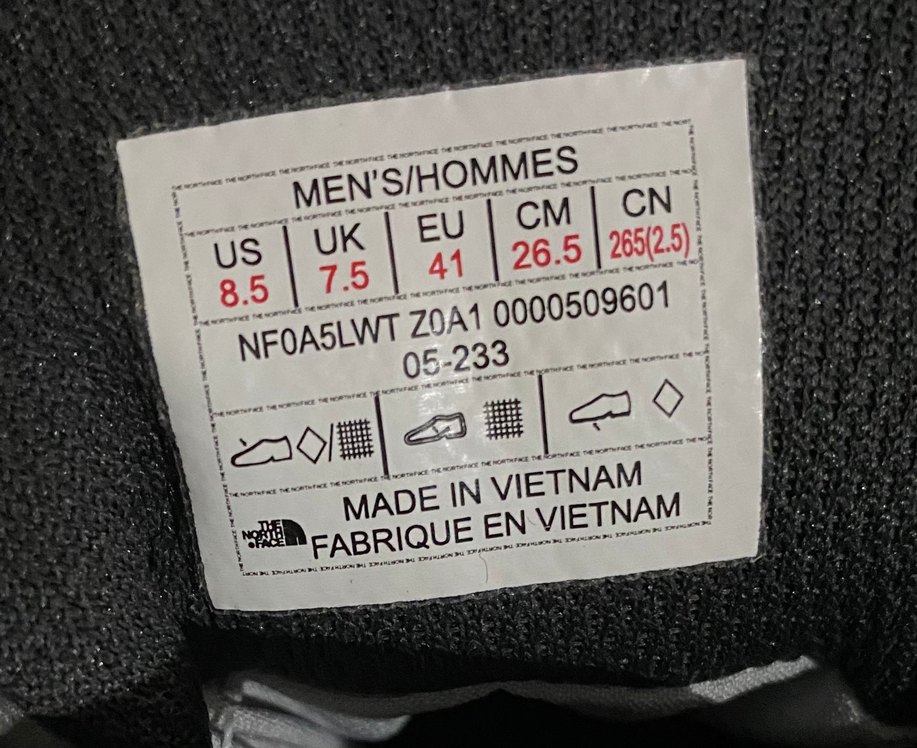 MEN'S/HOMMES
US UK EU CM CN
8.5 7.5 41 26.5 265(2.5)
NF0A5LWT Z0A1 0000509601
05-233
MADE IN VIETNAM
THE NORTH FACE FABRIQUE EN VIETNAM